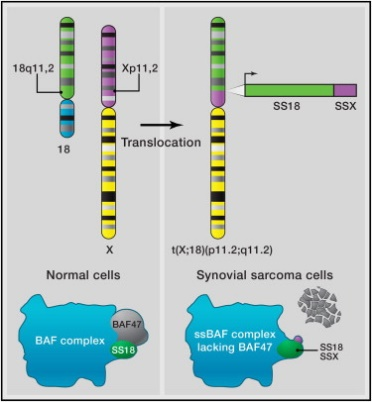 18q11,2
Xp11,2
18
Translocation
SS18
SSX
X
t(X;18)(p11.2;q11.2)
Normal cells
Synovial sarcoma cells
BAF complex
BAF47
SS18
ssBAF complex
lacking BAF47
SS18
SSX